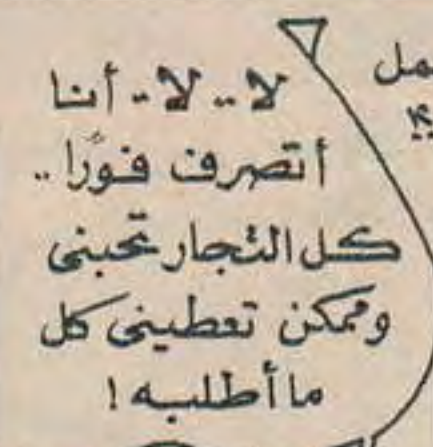 لا .. لا .. أنا
أتصرف فورًا ..
كل التجار تحبنى
وممكن تعطينى كل
ما أطلبه !